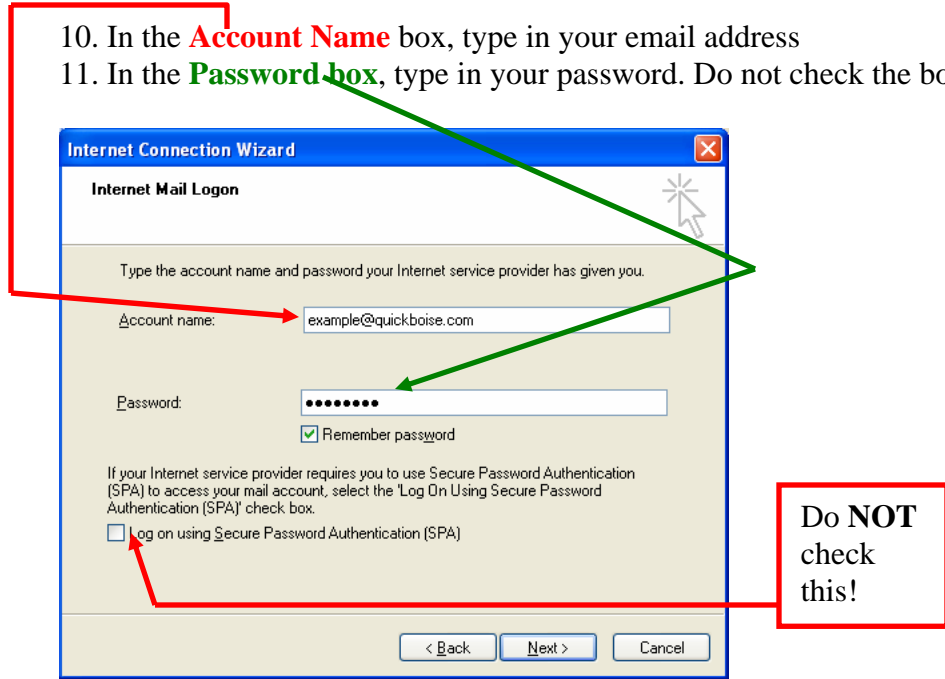 10. In the Account Name box, type in your email address
11. In the Password box, type in your password. Do not check the
Internet Connection Wizard
Internet Mail Logon
Type the account name and password your Internet service provider has given you.
Account name:
example@quickboise.com
Password:
••••••••
Remember password
If your Internet service provider requires you to use Secure Password Authentication
(SPA) to access your mail account, select the 'Log On Using Secure Password
Authentication (SPA)' check box.
Log on using Secure Password Authentication (SPA)
Do NOT
check
this!
< Back
Next >
Cancel